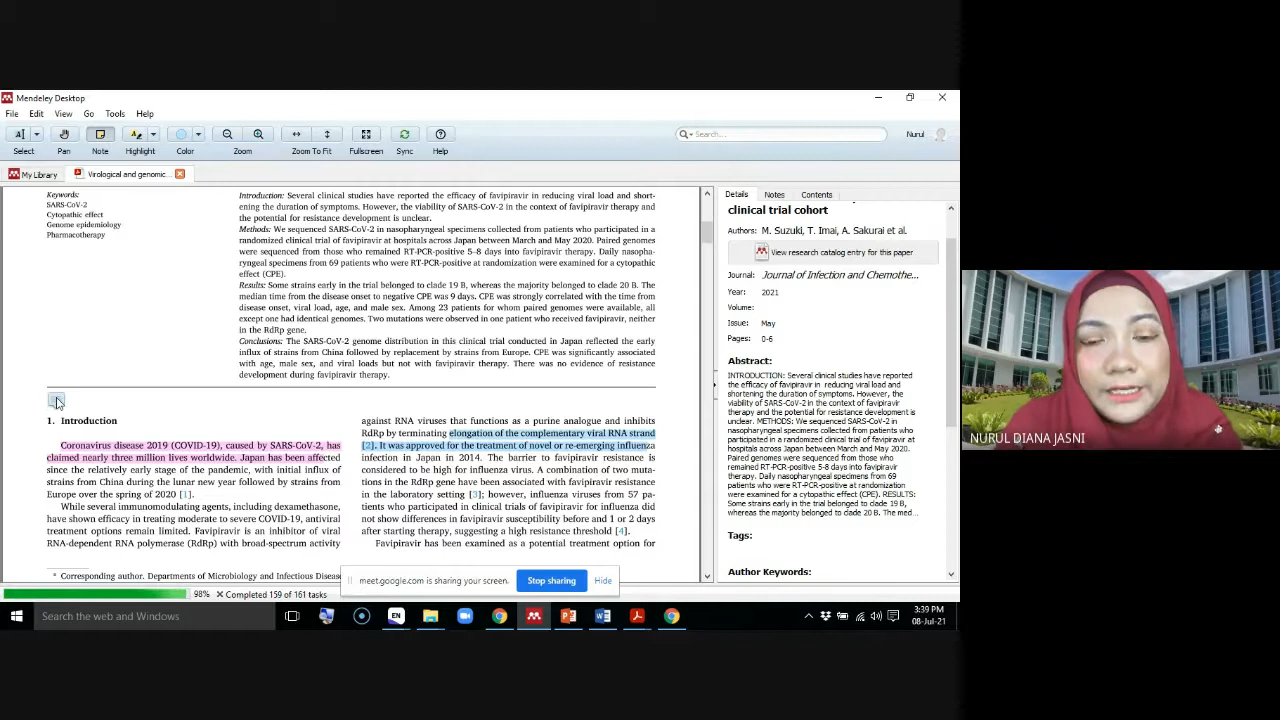 Mendeley Desktop
File Edit View Go Tools Help
Select Pan Note Highlight Color Zoom Zoom To Fit Fullscreen Sync Help
Search...
Nurul
My Library
Virological and genomic...
Keywords:
SARS-CoV-2
Cytopathic effect
Genome epidemiology
Pharmacotherapy
Introduction: Several clinical studies have reported the efficacy of favipiravir in reducing viral load and short-
ening the duration of symptoms. However, the viability of SARS-CoV-2 in the context of favipiravir therapy and
the potential for resistance development is unclear.
Methods: We sequenced SARS-CoV-2 in nasopharyngeal specimens collected from patients who participated in a
randomized clinical trial of favipiravir at hospitals across Japan between March and May 2020. Paired genomes
were sequenced from those who remained RT-PCR-positive 5–8 days into favipiravir therapy. Daily nasopha-
ryngeal specimens from 69 patients who were RT-PCR-positive at randomization were examined for a cytopathic
effect (CPE).
Results: Some strains early in the trial belonged to clade 19 B, whereas the majority belonged to clade 20 B. The
median time from the disease onset to negative CPE was 9 days. CPE was strongly correlated with the time from
disease onset, viral load, age, and male sex. Among 23 patients for whom paired genomes were available, all
except one had identical genomes. Two mutations were observed in one patient who received favipiravir, neither
in the RdRp gene.
Conclusions: The SARS-CoV-2 genome distribution in this clinical trial conducted in Japan reflected the early
influx of strains from China followed by replacement by strains from Europe. CPE was significantly associated
with age, male sex, and viral loads but not with favipiravir therapy. There was no evidence of resistance
development during favipiravir therapy.
1. Introduction
Coronavirus disease 2019 (COVID-19), caused by SARS-CoV-2, has
claimed nearly three million lives worldwide. Japan has been affected
since the relatively early stage of the pandemic, with initial influx of
strains from China during the lunar new year followed by strains from
Europe over the spring of 2020 [1].
While several immunomodulating agents, including dexamethasone,
have shown efficacy in treating moderate to severe COVID-19, antiviral
treatment options remain limited. Favipiravir is an inhibitor of viral
RNA-dependent RNA polymerase (RdRp) with broad-spectrum activity
against RNA viruses that functions as a purine analogue and inhibits
RdRp by terminating elongation of the complementary viral RNA strand
[2]. It was approved for the treatment of novel or re-emerging influenza
infection in Japan in 2014. The barrier to favipiravir resistance is
considered to be high for influenza virus. A combination of two muta-
tions in the RdRp gene have been associated with favipiravir resistance
in the laboratory setting [3]; however, influenza viruses from 57 pa-
tients who participated in clinical trials of favipiravir for influenza did
not show differences in favipiravir susceptibility before and 1 or 2 days
after starting therapy, suggesting a high resistance threshold [4].
Favipiravir has been examined as a potential treatment option for
* Corresponding author. Departments of Microbiology and Infectious Disease
Details Notes Contents
clinical trial cohort
Authors: M. Suzuki, T. Imai, A. Sakurai et al.
View research catalog entry for this paper
Journal: Journal of Infection and Chemothe...
Year: 2021
Volume:
Issue: May
Pages: 0-6
Abstract:
INTRODUCTION: Several clinical studies have reported
the efficacy of favipiravir in reducing viral load and
shortening the duration of symptoms. However, the
viability of SARS-CoV-2 in the context of favipiravir
therapy and the potential for resistance development is
unclear. METHODS: We sequenced SARS-CoV-2 in
nasopharyngeal specimens collected from patients who
participated in a randomized clinical trial of favipiravir at
hospitals across Japan between March and May 2020.
Paired genomes were sequenced from those who
remained RT-PCR-positive 5-8 days into favipiravir
therapy. Daily nasopharyngeal specimens from 69
patients who were RT-PCR-positive at randomization
were examined for a cytopathic effect (CPE). RESULTS:
Some strains early in the trial belonged to clade 19 B,
whereas the majority belonged to clade 20 B. The med...
Tags:
Author Keywords:
meet.google.com is sharing your screen.
Stop sharing
Hide
98% Completed 159 of 161 tasks
Search the web and Windows
EN
3:39 PM
08-Jul-21
NURUL DIANA JASNI